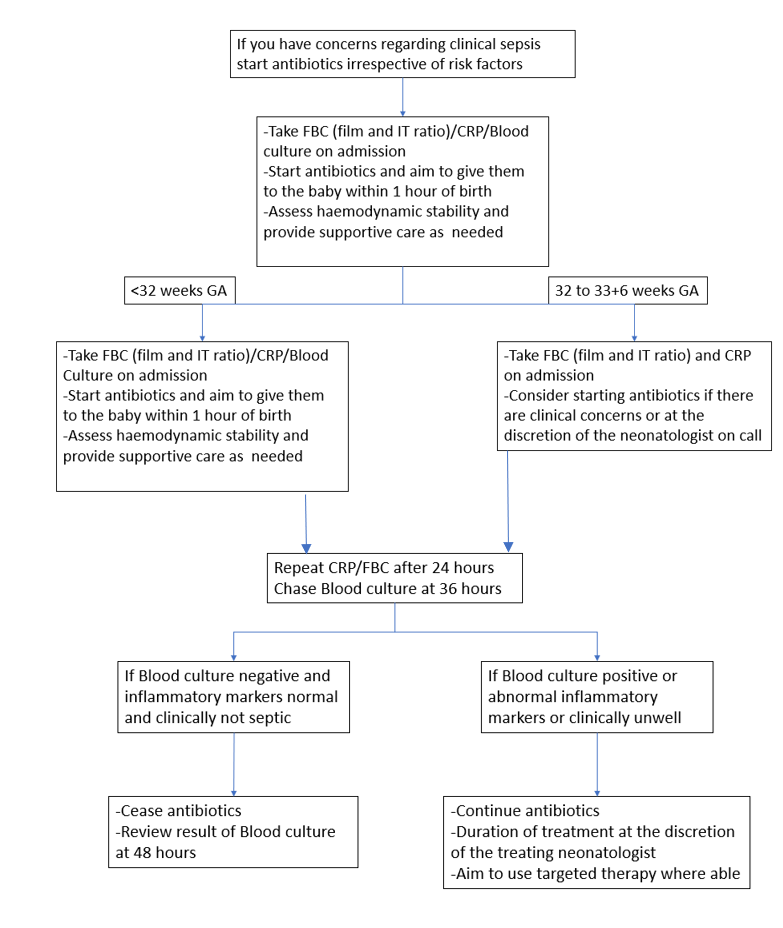 If you have concerns regarding clinical sepsis
start antibiotics irrespective of risk factors
-Take FBC (film and IT ratio)/CRP/Blood
culture on admission
-Start antibiotics and aim to give them
to the baby within 1 hour of birth
-Assess haemodynamic stability and
provide supportive care as  needed
<32 weeks GA
32 to 33+6 weeks GA
-Take FBC (film and IT ratio)/CRP/Blood
Culture on admission
-Start antibiotics and aim to give them
to the baby within 1 hour of birth
-Assess haemodynamic stability and
provide supportive care as  needed
-Take FBC (film and IT ratio) and CRP
on admission
-Consider starting antibiotics if there
are clinical concerns or at the
discretion of the neonatologist on call
Repeat CRP/FBC after 24 hours
Chase Blood culture at 36 hours
If Blood culture negative and
inflammatory markers normal
and clinically not septic
If Blood culture positive or
abnormal inflammatory
markers or clinically unwell
-Cease antibiotics
-Review result of Blood culture
at 48 hours
-Continue antibiotics
-Duration of treatment at the discretion
of the treating neonatologist
-Aim to use targeted therapy where able